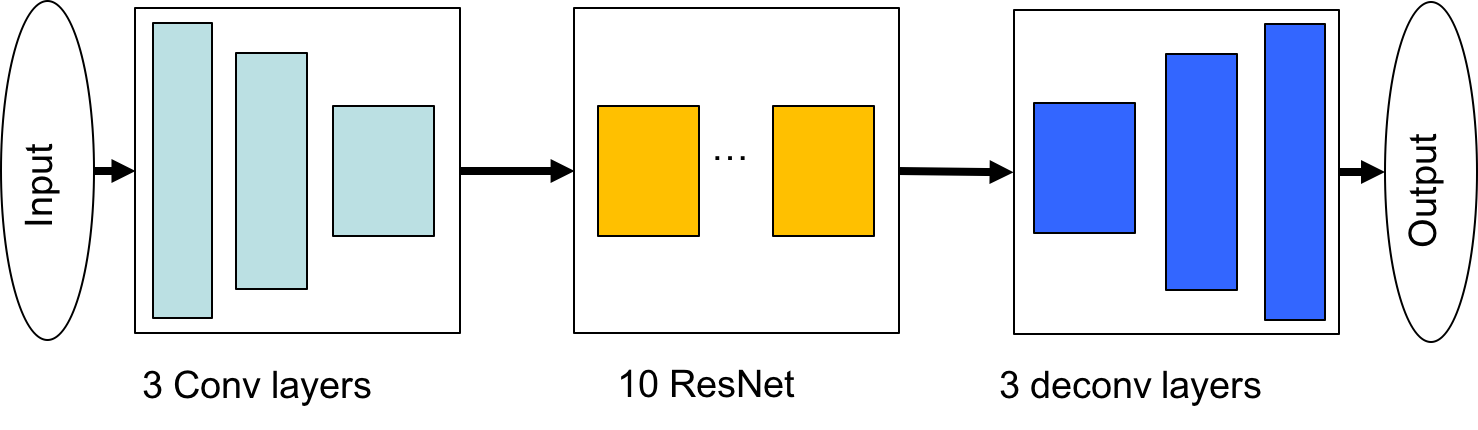 Input
...
Output
3 Conv layers
10 ResNet
3 deconv layers